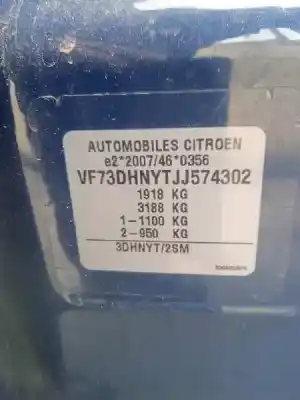 AUTOMOBILES CITROEN
e2*2007/46*0356
VF73DHNYTJJ574302
1918 KG
3188 KG
1-1100 KG
2-950 KG
3DHNYT/2SM